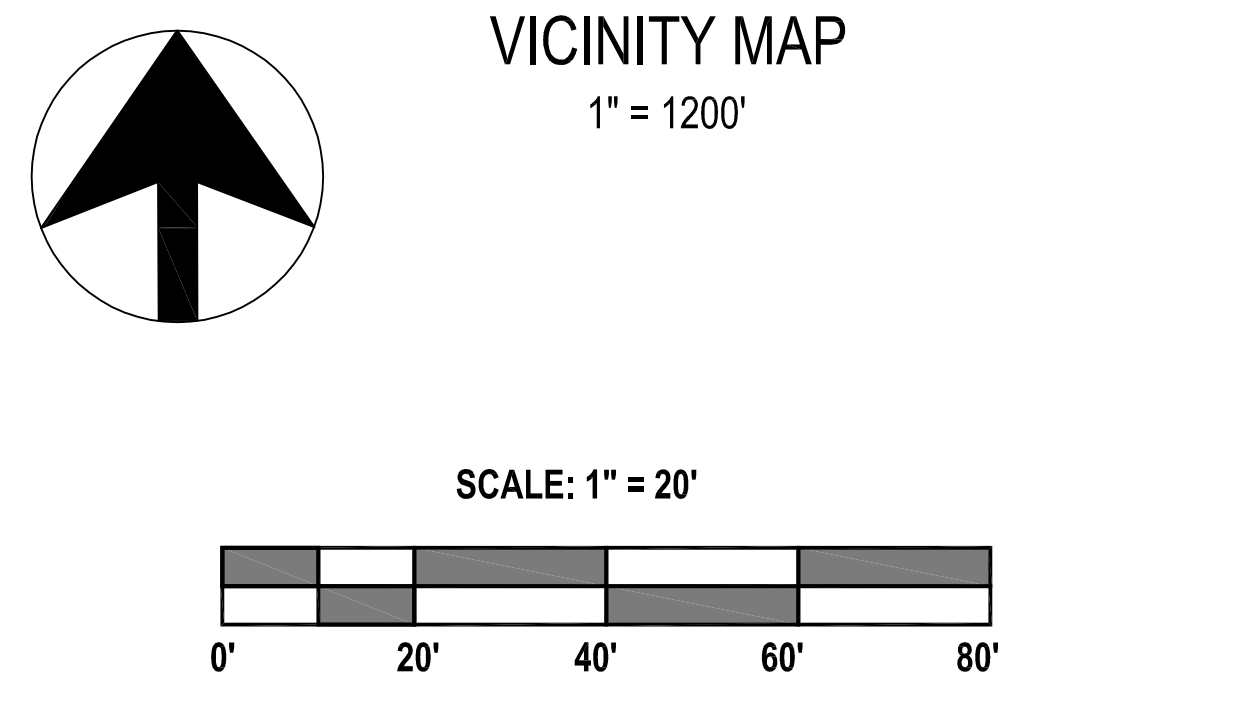 VICINITY MAP
1" = 1200'
SCALE: 1" = 20'
0' 20' 40' 60' 80'